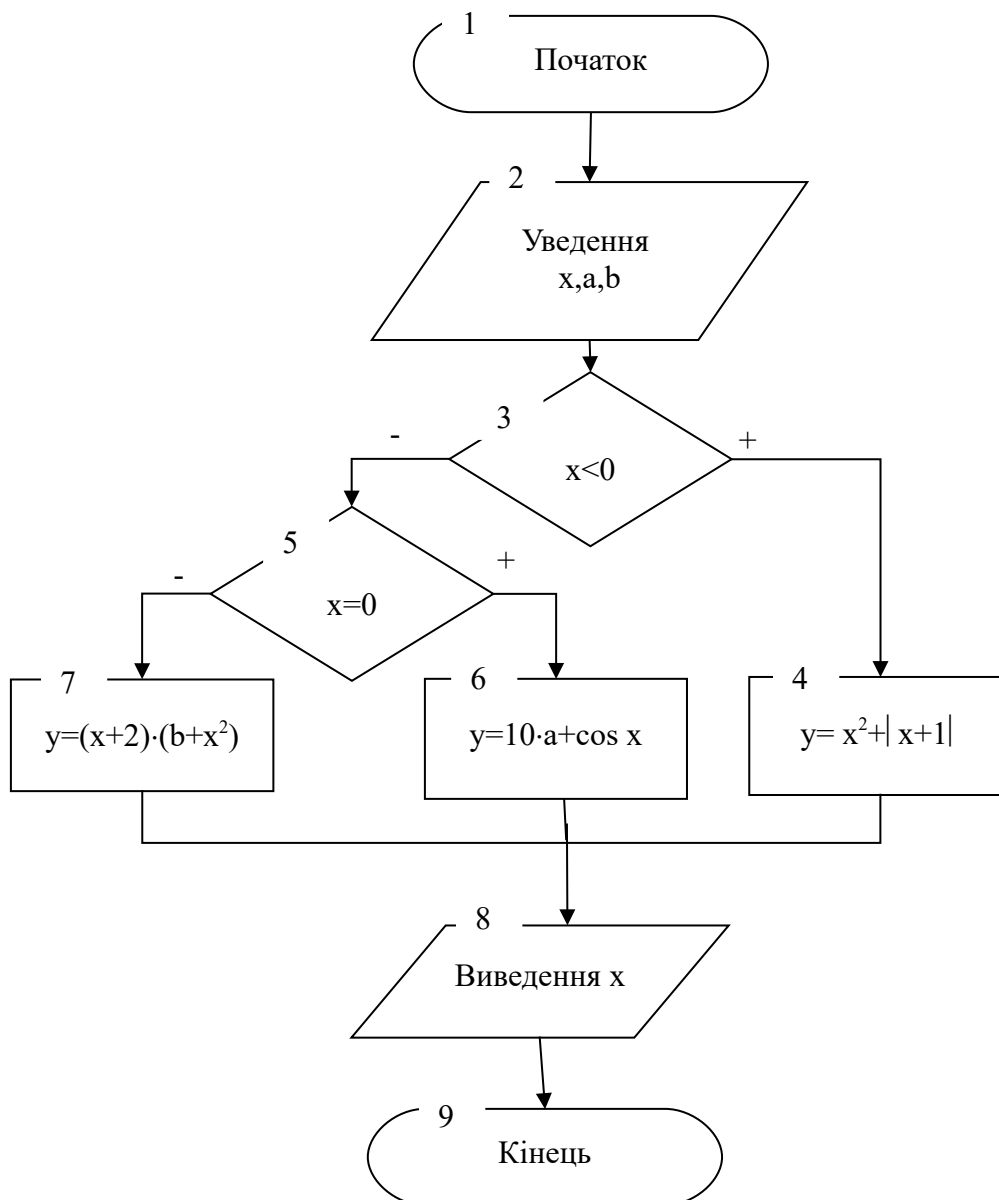 1
Початок
2
Уведення
x,a,b
3
x<0
-
+
5
x=0
-
+
7
y=(x+2)·(b+x²)
6
y=10·a+cos x
4
y= x²+| x+1|
8
Виведення x
9
Кінець